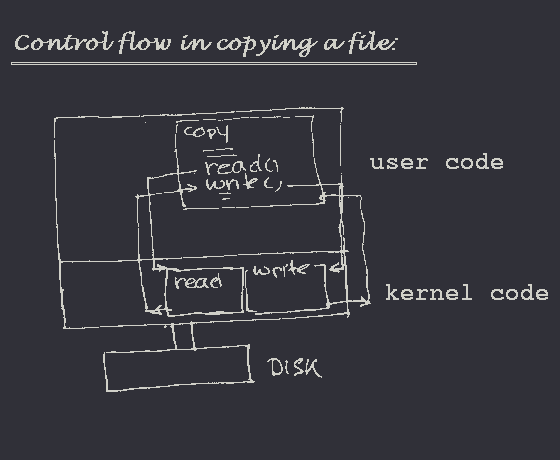 Control flow in copying a file:
copy
read()
write()
user code
read
write
kernel code
DISK